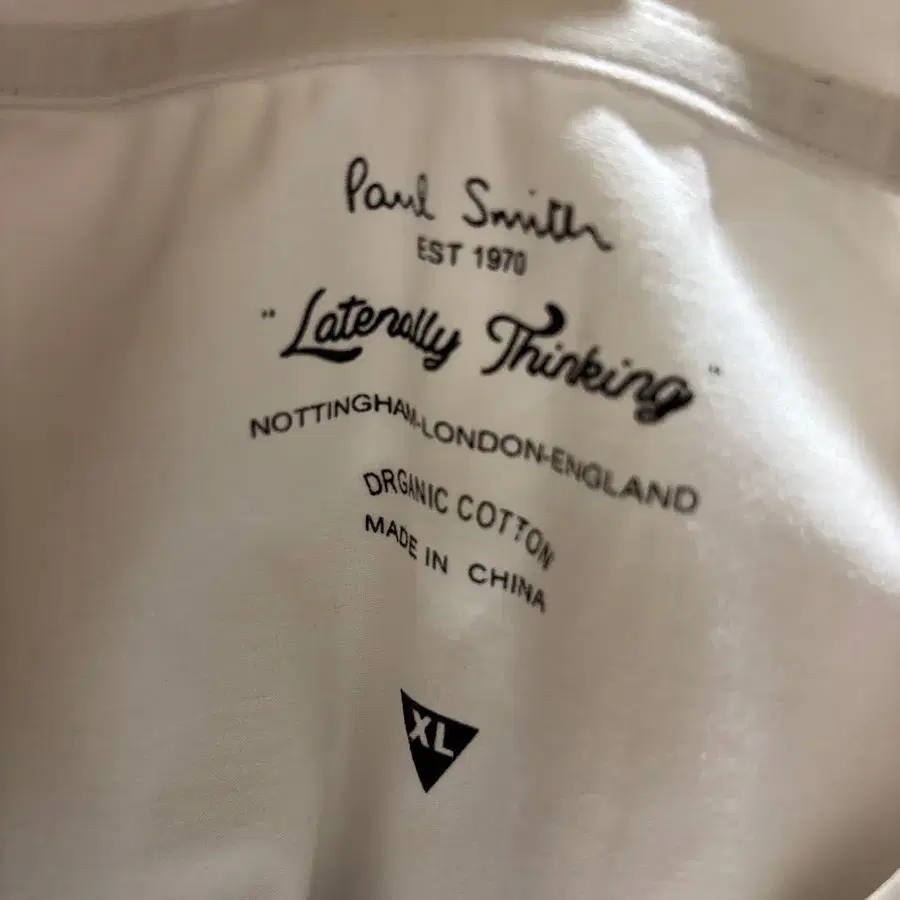 Paul Smith
EST 1970
"Laterally Thinking"
NOTTINGHAM-LONDON-ENGLAND
ORGANIC COTTON
MADE IN CHINA
XL